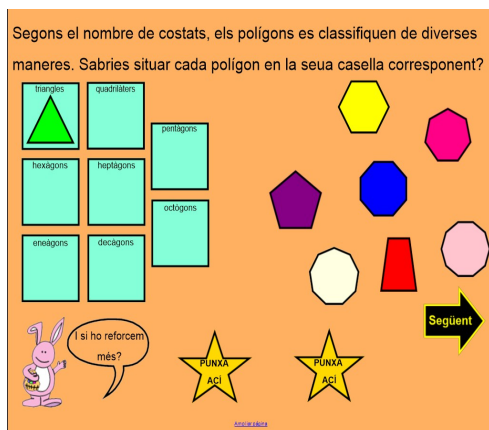 Segons el nombre de costats, els polígons es classifiquen de diverses
maneres. Sabries situar cada polígon en la seua casella corresponent?
triangles
quadrilàters
pentàgons
hexàgons
heptàgons
octògons
eneàgons
decàgons
Següent
I si ho reforcem
més?
PUNXA
ACÍ
PUNXA
ACÍ
Ampliar pàgina